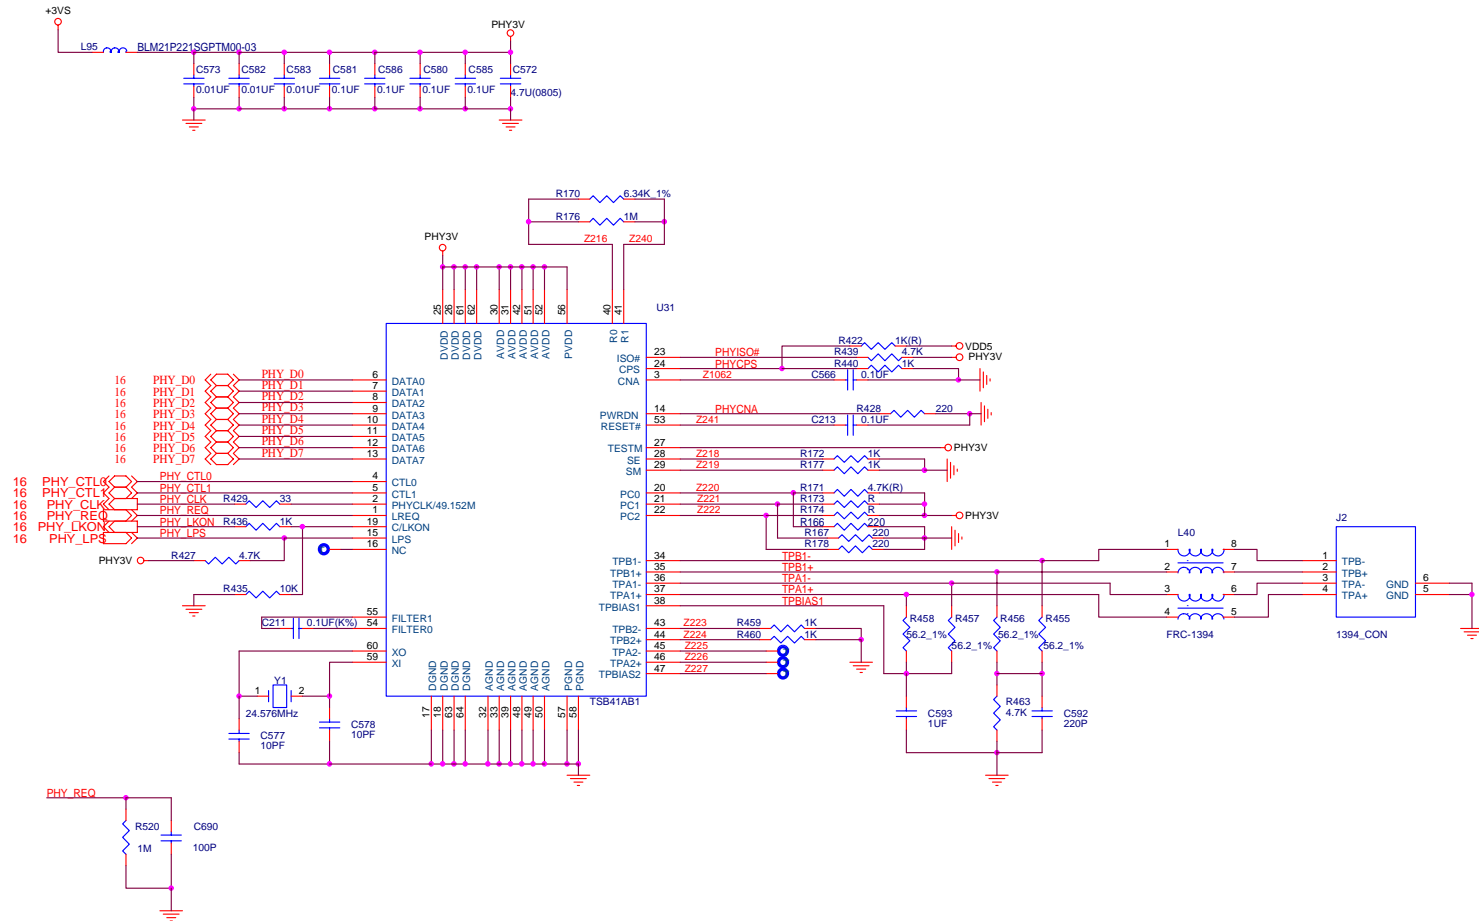 +3VS
PHY3V
L95 BLM21P221SGPTM00-03
C573 C582 C583 C581 C586 C580 C585 C572
0.01UF 0.01UF 0.01UF 0.1UF 0.1UF 0.1UF 0.1UF 4.7U(0805)
R170 6.34K_1%
R176 1M
Z216 Z240
PHY3V
U31
25 26 61 62 30 31 42 51 52 56 40 41
DVDD DVDD DVDD DVDD AVDD AVDD AVDD AVDD AVDD PVDD R0 R1
R422 1K(R) VDD5
ISO# 23 PHYISO# R439 4.7K PHY3V
CPS 24 PHYCPS R440 1K
CNA 3 Z1062 C566 0.1UF
16 PHY_D0 PHY_D0 6 DATA0
16 PHY_D1 PHY_D1 7 DATA1
16 PHY_D2 PHY_D2 8 DATA2
16 PHY_D3 PHY_D3 9 DATA3
16 PHY_D4 PHY_D4 10 DATA4
16 PHY_D5 PHY_D5 11 DATA5
16 PHY_D6 PHY_D6 12 DATA6
16 PHY_D7 PHY_D7 13 DATA7
PWRDN 14 PHYCNA R428 220
RESET# 53 Z241 C213 0.1UF
TESTM 27 PHY3V
SE 28 Z218 R172 1K
SM 29 Z219 R177 1K
16 PHY_CTL0 PHY_CTL0 4 CTL0
16 PHY_CTL1 PHY_CTL1 5 CTL1
16 PHY_CLK PHY_CLK R429 33 2 PHYCLK/49.152M
16 PHY_REQ PHY_REQ 1 LREQ
16 PHY_LKON PHY_LKON R436 1K 19 C/LKON
16 PHY_LPS PHY_LPS 15 LPS
16 NC
PHY3V R427 4.7K
R435 10K
PC0 20 Z220 R171 4.7K(R)
PC1 21 Z221 R173 R
PC2 22 Z222 R174 R PHY3V
R166 220
R167 220
R178 220
TPB1- 34 TPB1-
TPB1+ 35 TPB1+
TPA1- 36 TPA1-
TPA1+ 37 TPA1+
TPBIAS1 38 TPBIAS1
L40
1 8
2 7
3 6
4 5
FRC-1394
J2
1 TPB-
2 TPB+
3 TPA- GND 6
4 TPA+ GND 5
1394_CON
55 FILTER1
C211 0.1UF(K%) 54 FILTER0
60 XO
59 XI
TPB2- 43 Z223 R459 1K
TPB2+ 44 Z224 R460 1K
TPA2- 45 Z225
TPA2+ 46 Z226
TPBIAS2 47 Z227
R458 R457 R456 R455
56.2_1% 56.2_1% 56.2_1% 56.2_1%
Y1
1 2
24.576MHz
C577
10PF
C578
10PF
DGND DGND DGND DGND AGND AGND AGND AGND AGND AGND PGND PGND
17 18 63 64 32 33 39 48 49 50 57 58
TSB41AB1
C593
1UF
R463
4.7K
C592
220P
PHY_REQ
R520
1M
C690
100P